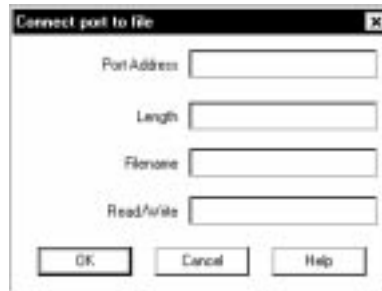 Connect port to file
Port Address
Length
Filename
Read/Write
OK Cancel Help